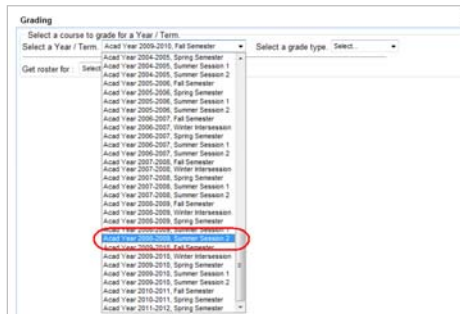 Grading
Select a course to grade for a Year / Term.
Select a Year / Term. Acad Year 2009-2010, Fall Semester Select a grade type. Select...
Get roster for : Select
Acad Year 2004-2005, Spring Semester
Acad Year 2004-2005, Summer Session 1
Acad Year 2004-2005, Summer Session 2
Acad Year 2005-2006, Fall Semester
Acad Year 2005-2006, Spring Semester
Acad Year 2005-2006, Summer Session 1
Acad Year 2005-2006, Summer Session 2
Acad Year 2006-2007, Fall Semester
Acad Year 2006-2007, Winter Intersession
Acad Year 2006-2007, Spring Semester
Acad Year 2006-2007, Summer Session 1
Acad Year 2006-2007, Summer Session 2
Acad Year 2007-2008, Fall Semester
Acad Year 2007-2008, Winter Intersession
Acad Year 2007-2008, Spring Semester
Acad Year 2007-2008, Summer Session 1
Acad Year 2007-2008, Summer Session 2
Acad Year 2008-2009, Fall Semester
Acad Year 2008-2009, Winter Intersession
Acad Year 2008-2009, Spring Semester
Acad Year 2008-2009, Summer Session 1
Acad Year 2008-2009, Summer Session 2
Acad Year 2009-2010, Fall Semester
Acad Year 2009-2010, Winter Intersession
Acad Year 2009-2010, Spring Semester
Acad Year 2009-2010, Summer Session 1
Acad Year 2009-2010, Summer Session 2
Acad Year 2010-2011, Fall Semester
Acad Year 2010-2011, Spring Semester
Acad Year 2011-2012, Spring Semester